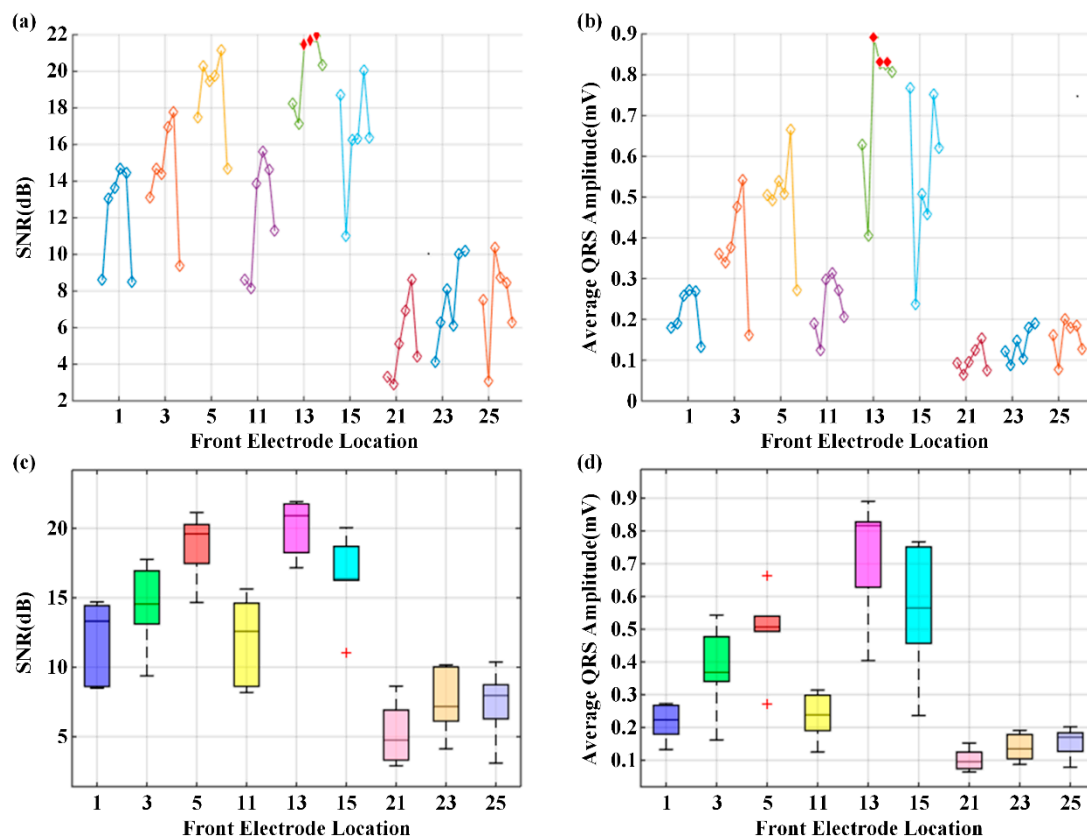 (a)
SNR(dB)
22
20
18
16
14
12
10
8
6
4
2
1 3 5 11 13 15 21 23 25
Front Electrode Location
(b)
Average QRS Amplitude(mV)
0.9
0.8
0.7
0.6
0.5
0.4
0.3
0.2
0.1
0
1 3 5 11 13 15 21 23 25
Front Electrode Location
(c)
SNR(dB)
20
15
10
5
1 3 5 11 13 15 21 23 25
Front Electrode Location
(d)
Average QRS Amplitude(mV)
0.9
0.8
0.7
0.6
0.5
0.4
0.3
0.2
0.1
1 3 5 11 13 15 21 23 25
Front Electrode Location